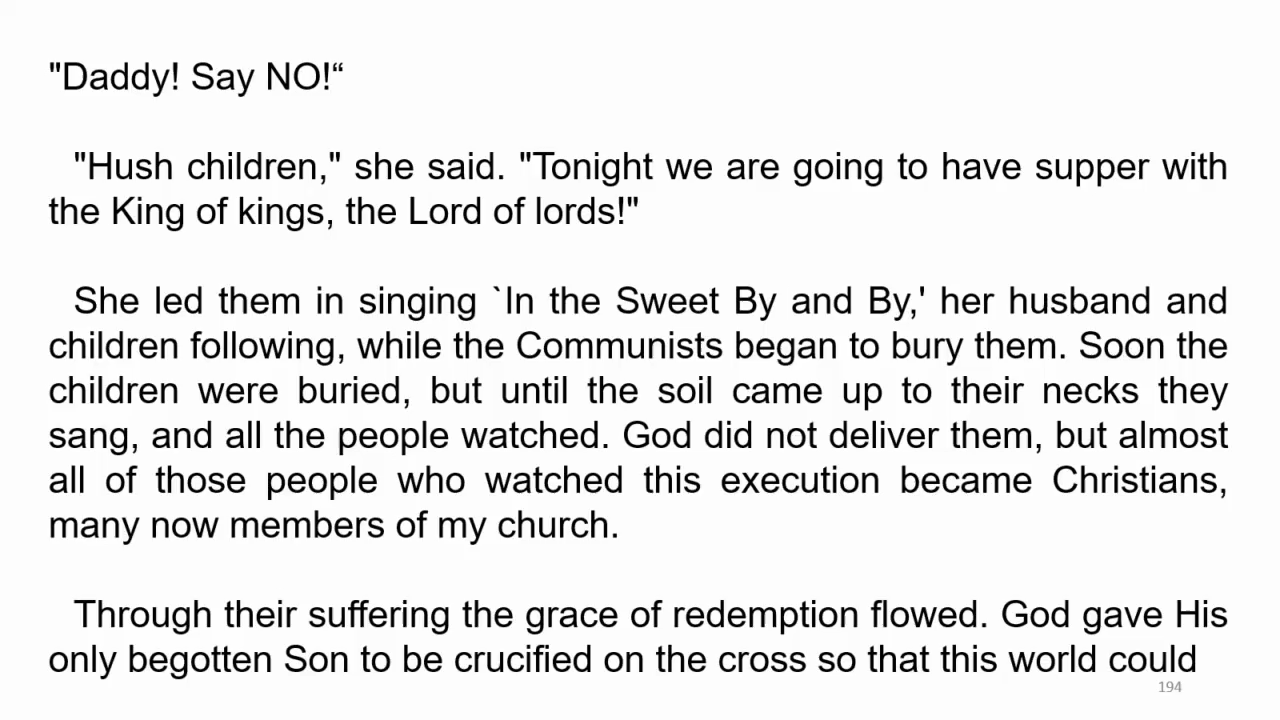 "Daddy! Say NO!“
"Hush children," she said. "Tonight we are going to have supper with
the King of kings, the Lord of lords!"
She led them in singing `In the Sweet By and By,' her husband and
children following, while the Communists began to bury them. Soon the
children were buried, but until the soil came up to their necks they
sang, and all the people watched. God did not deliver them, but almost
all of those people who watched this execution became Christians,
many now members of my church.
Through their suffering the grace of redemption flowed. God gave His
only begotten Son to be crucified on the cross so that this world could
194